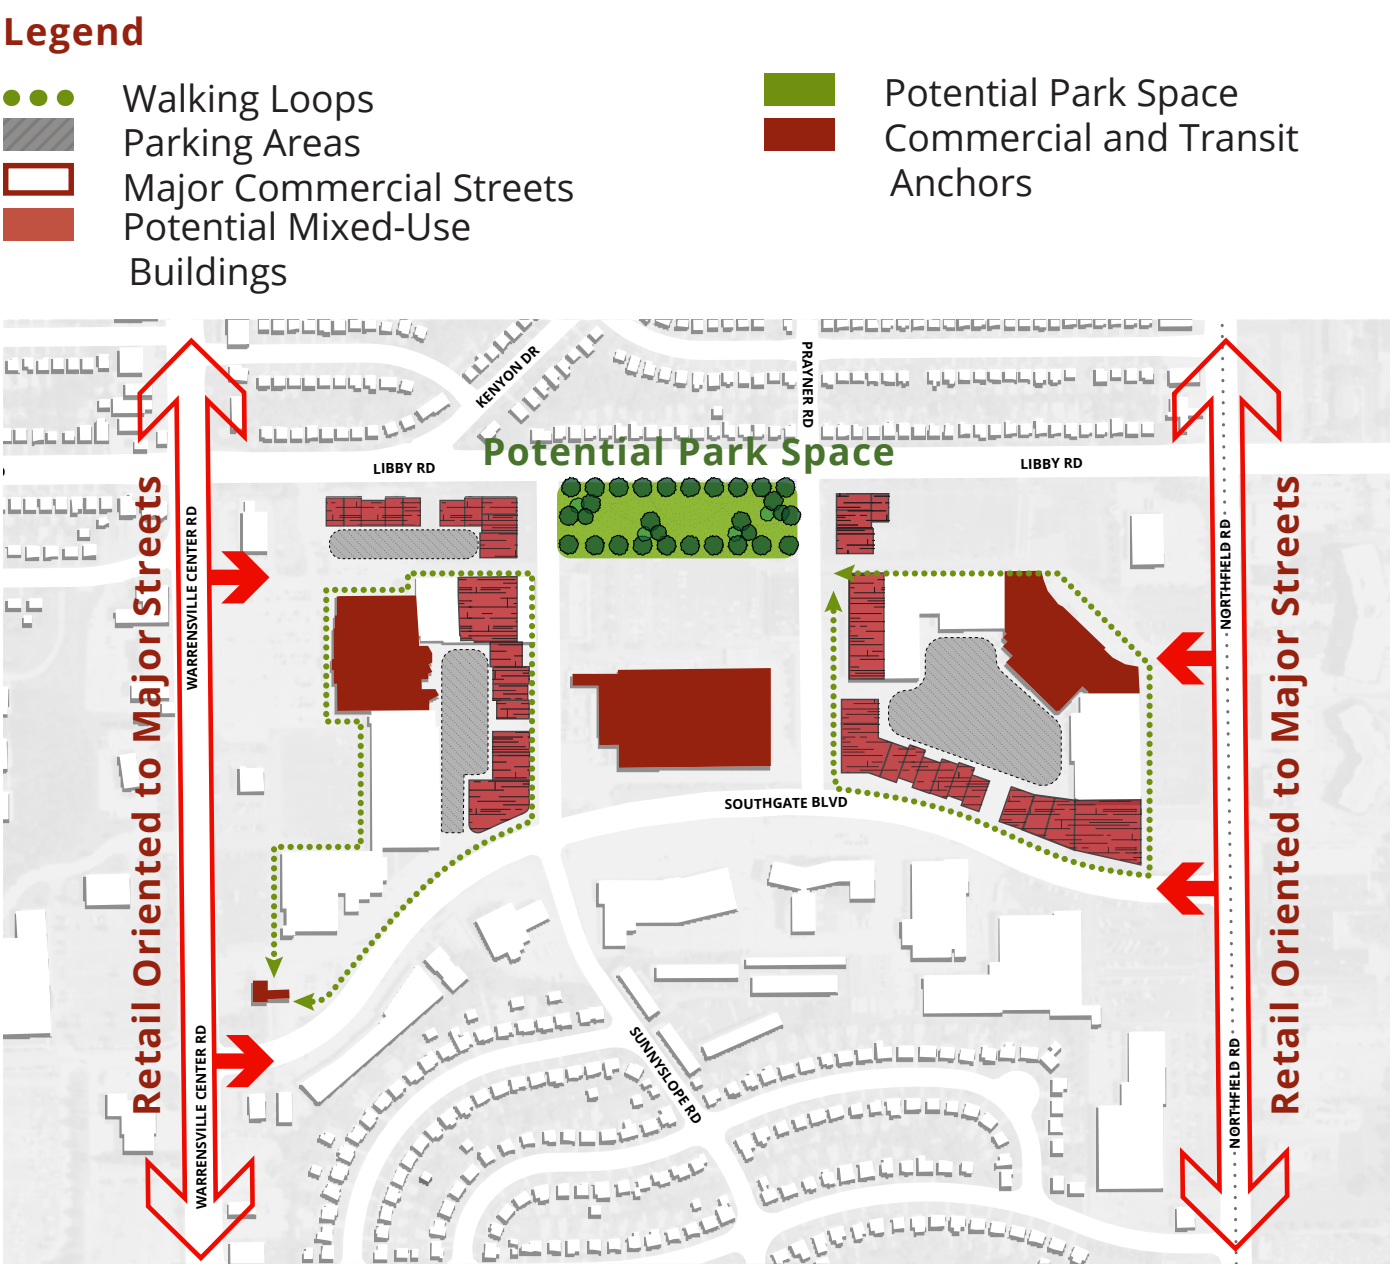 Legend
Walking Loops
Parking Areas
Major Commercial Streets
Potential Mixed-Use
Buildings
Potential Park Space
Commercial and Transit
Anchors
KENYON DR
PRAYNER RD
Potential Park Space
LIBBY RD
LIBBY RD
Retail Oriented to Major Streets
WARRENSVILLE CENTER RD
NORTHFIELD RD
Retail Oriented to Major Streets
SOUTHGATE BLVD
SUNNYSLOPE RD
WARRENSVILLE CENTER RD
NORTHFIELD RD